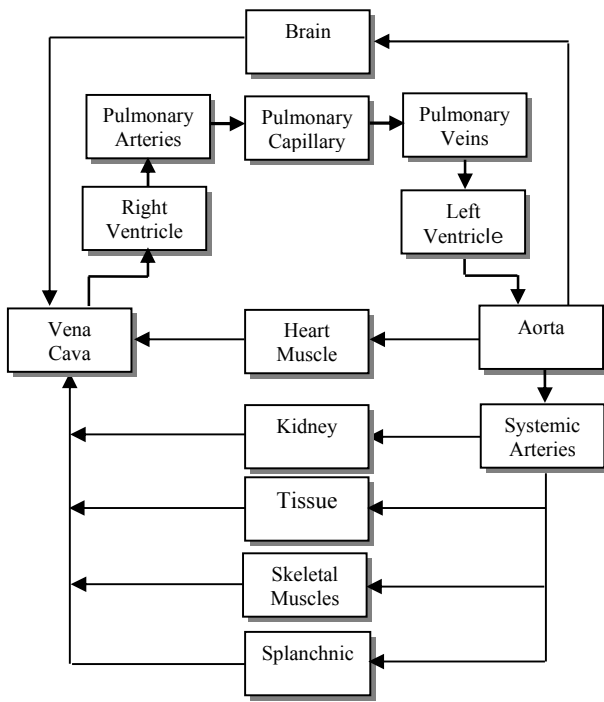 Brain
Pulmonary
Arteries
Pulmonary
Capillary
Pulmonary
Veins
Right
Ventricle
Left
Ventricle
Vena
Cava
Heart
Muscle
Aorta
Kidney
Systemic
Arteries
Tissue
Skeletal
Muscles
Splanchnic